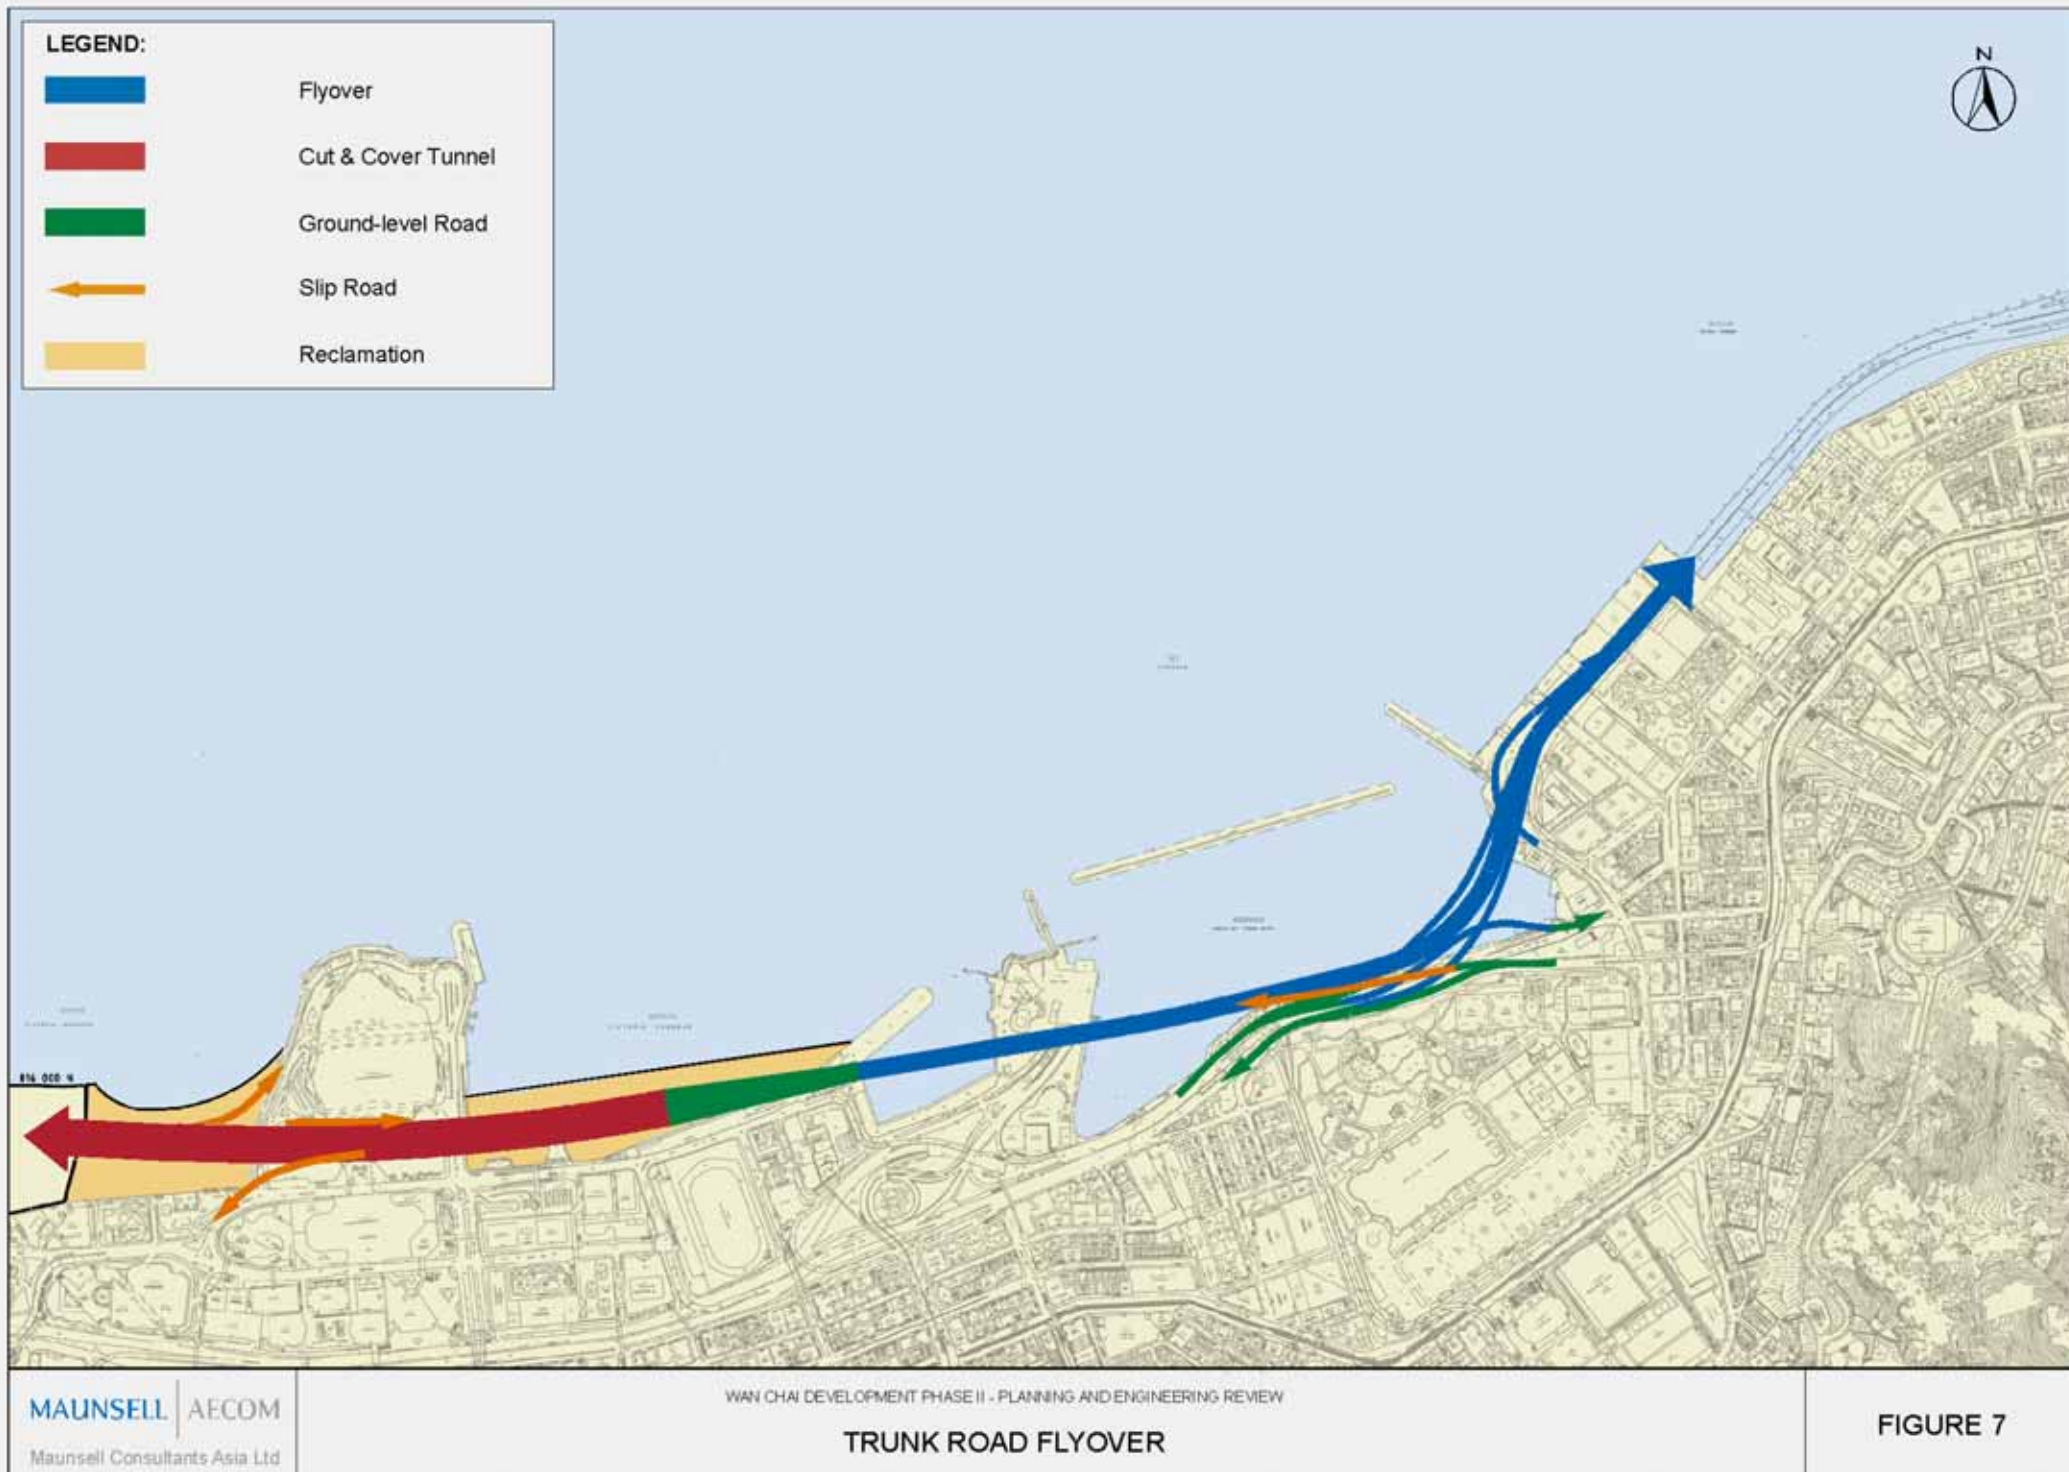 LEGEND:
Flyover
Cut & Cover Tunnel
Ground-level Road
Slip Road
Reclamation
N
MAUNSELL | AECOM
Maunsell Consultants Asia Ltd
WAN CHAI DEVELOPMENT PHASE II - PLANNING AND ENGINEERING REVIEW
TRUNK ROAD FLYOVER
FIGURE 7